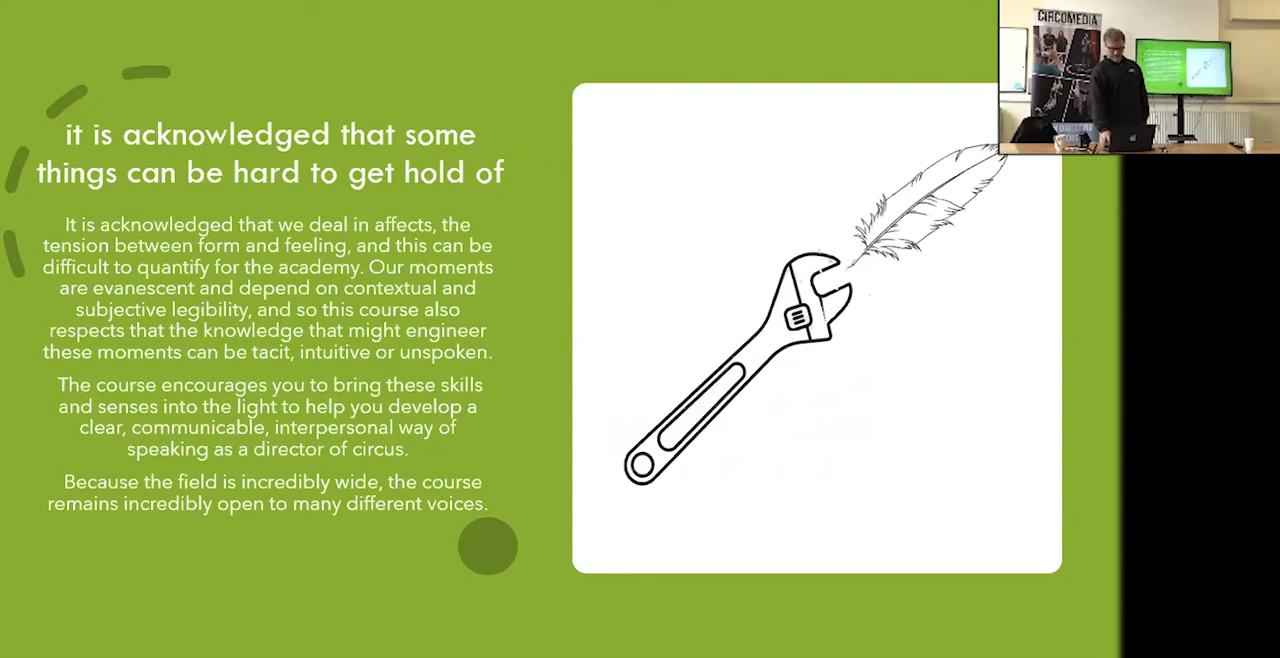 it is acknowledged that some
things can be hard to get hold of
It is acknowledged that we deal in affects, the
tension between form and feeling, and this can be
difficult to quantify for the academy. Our moments
are evanescent and depend on contextual and
subjective legibility, and so this course also
respects that the knowledge that might engineer
these moments can be tacit, intuitive or unspoken.
The course encourages you to bring these skills
and senses into the light to help you develop a
clear, communicable, interpersonal way of
speaking as a director of circus.
Because the field is incredibly wide, the course
remains incredibly open to many different voices.
CIRCOMEDIA